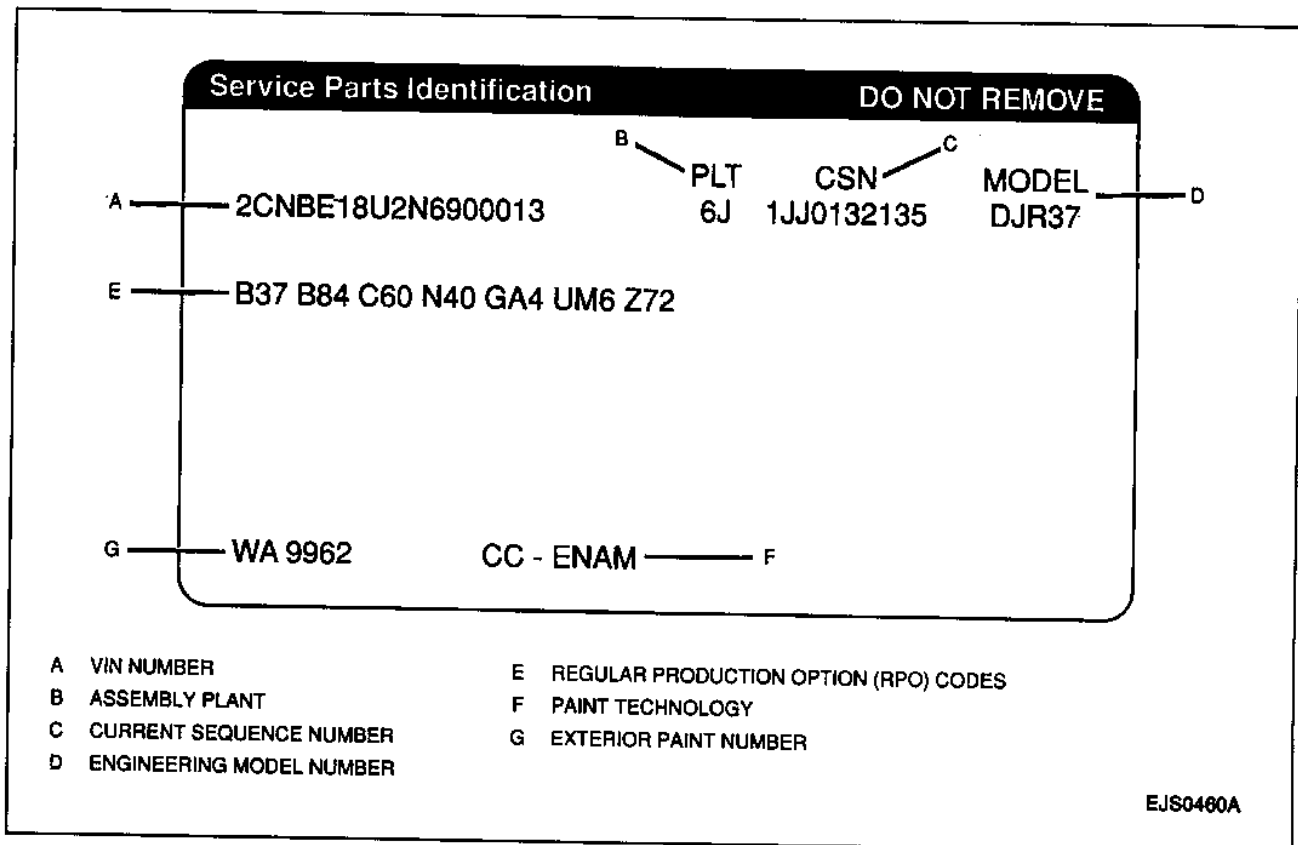 Service Parts Identification DO NOT REMOVE
B C
PLT CSN MODEL
A 2CNBE18U2N6900013 6J 1JJ0132135 DJR37 D
E B37 B84 C60 N40 GA4 UM6 Z72
G WA 9962 CC - ENAM F
A VIN NUMBER
B ASSEMBLY PLANT
C CURRENT SEQUENCE NUMBER
D ENGINEERING MODEL NUMBER
E REGULAR PRODUCTION OPTION (RPO) CODES
F PAINT TECHNOLOGY
G EXTERIOR PAINT NUMBER
EJS0460A